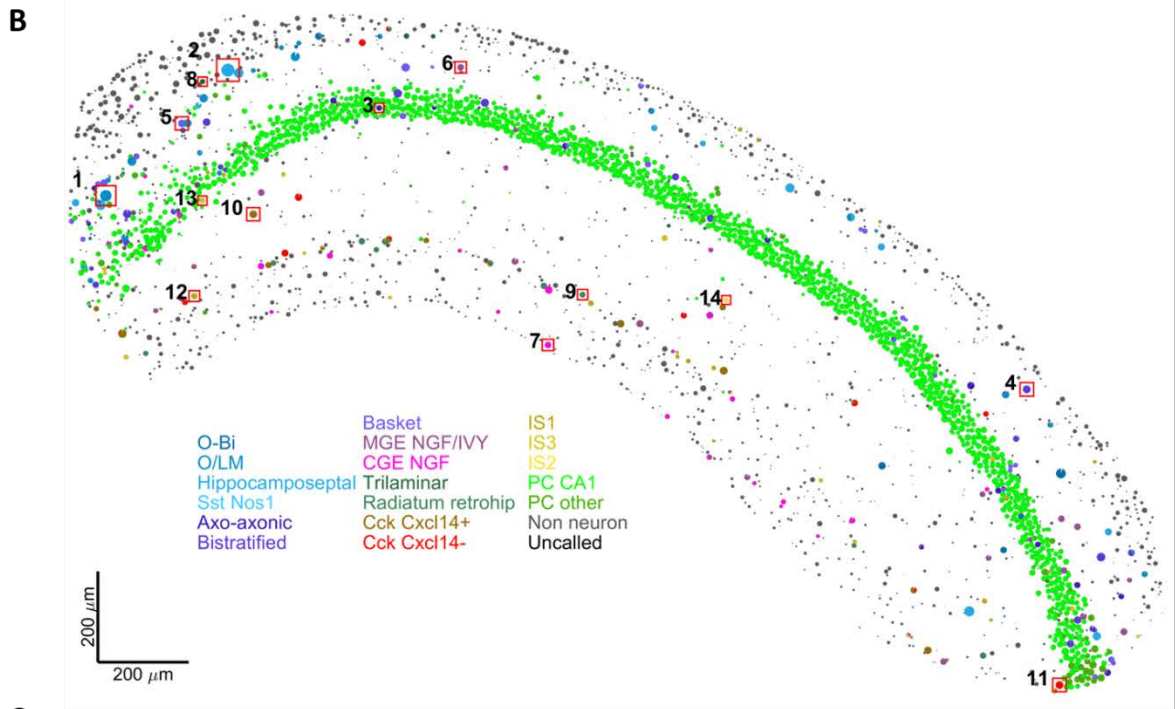 B
2
8
6
3
5
1
13
10
12
9
14
7
4
11
O-Bi
O/LM
Hippocamposeptal
Sst Nos1
Axo-axonic
Bistratified
Basket
MGE NGF/IVY
CGE NGF
Trilaminar
Radiatum retrohip
Cck Cxcl14+
Cck Cxcl14-
IS1
IS3
IS2
PC CA1
PC other
Non neuron
Uncalled
200 μm
200 μm